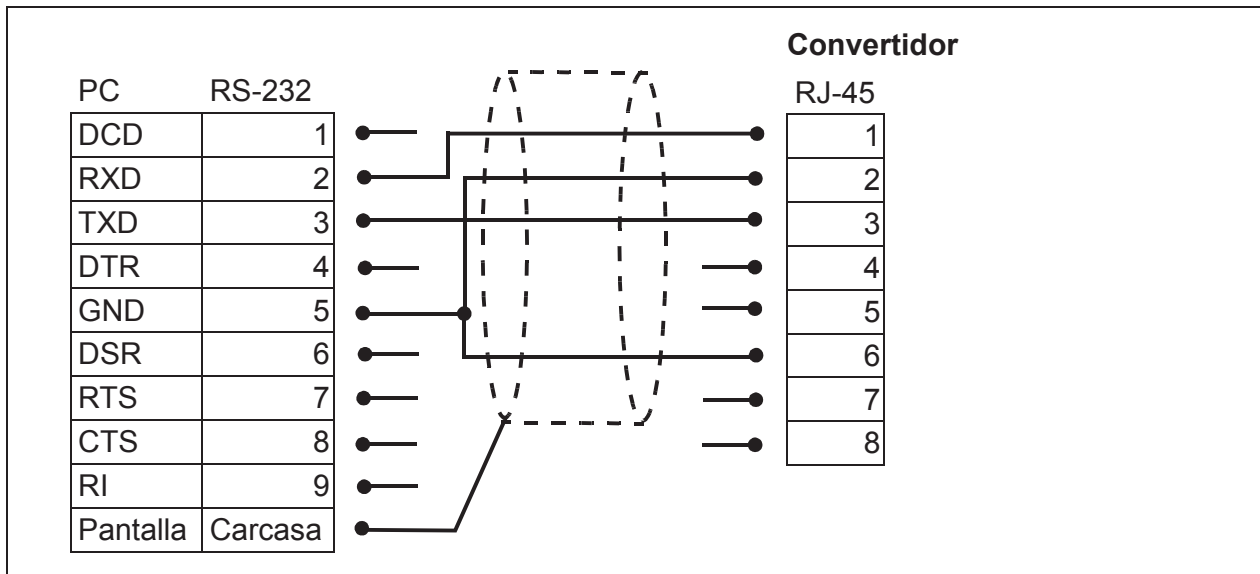 Convertidor
PC RS-232 RJ-45
DCD 1 1
RXD 2 2
TXD 3 3
DTR 4 4
GND 5 5
DSR 6 6
RTS 7 7
CTS 8 8
RI 9
Pantalla Carcasa